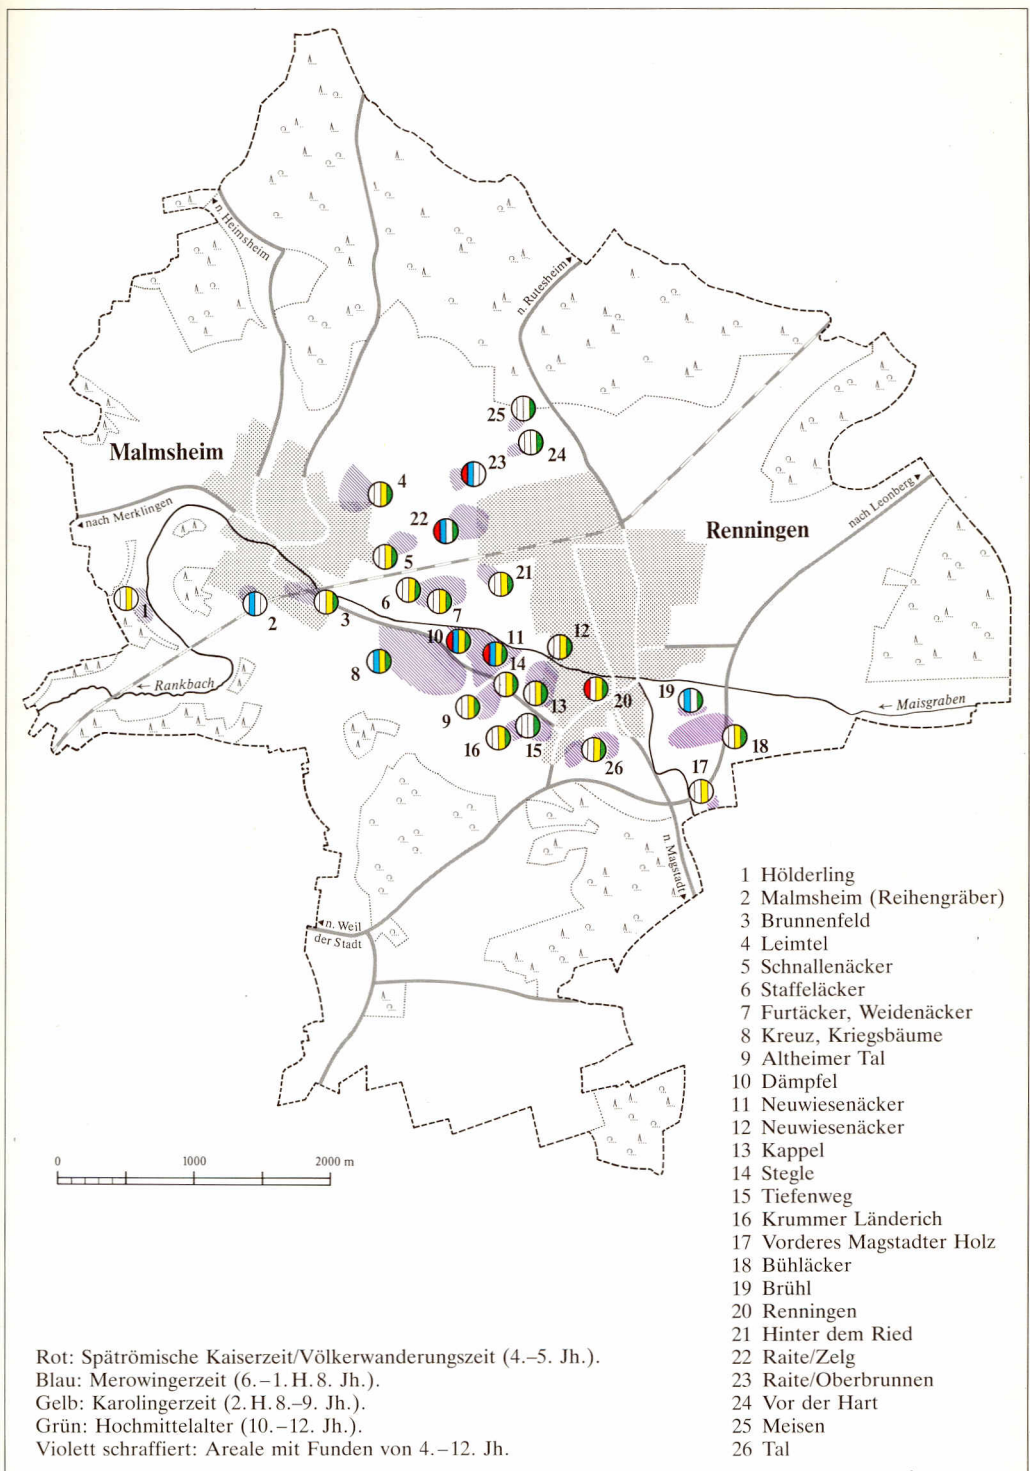 n. Heimsheim
n. Rutesheim
25
24
Malmsheim
23
4
nach Merklingen
22
Renningen
nach Leonberg
5
21
6
1
2
3
7
10
11
12
8
14
Rankbach
19
20
13
9
Maisgraben
16
15
18
26
17
n. Magstadt
n. Weil
der Stadt
0 1000 2000 m
1 Hölderling
2 Malmsheim (Reihengräber)
3 Brunnenfeld
4 Leimtel
5 Schnallenäcker
6 Staffeläcker
7 Furtäcker, Weidenäcker
8 Kreuz, Kriegsbäume
9 Altheimer Tal
10 Dämpfel
11 Neuwiesenäcker
12 Neuwiesenäcker
13 Kappel
14 Stegle
15 Tiefenweg
16 Krummer Länderich
17 Vorderes Magstadter Holz
18 Bühläcker
19 Brühl
20 Renningen
21 Hinter dem Ried
22 Raite/Zelg
23 Raite/Oberbrunnen
24 Vor der Hart
25 Meisen
26 Tal
Rot: Spätrömische Kaiserzeit/Völkerwanderungszeit (4.–5. Jh.).
Blau: Merowingerzeit (6.–1. H. 8. Jh.).
Gelb: Karolingerzeit (2. H. 8.–9. Jh.).
Grün: Hochmittelalter (10.–12. Jh.).
Violett schraffiert: Areale mit Funden von 4.–12. Jh.